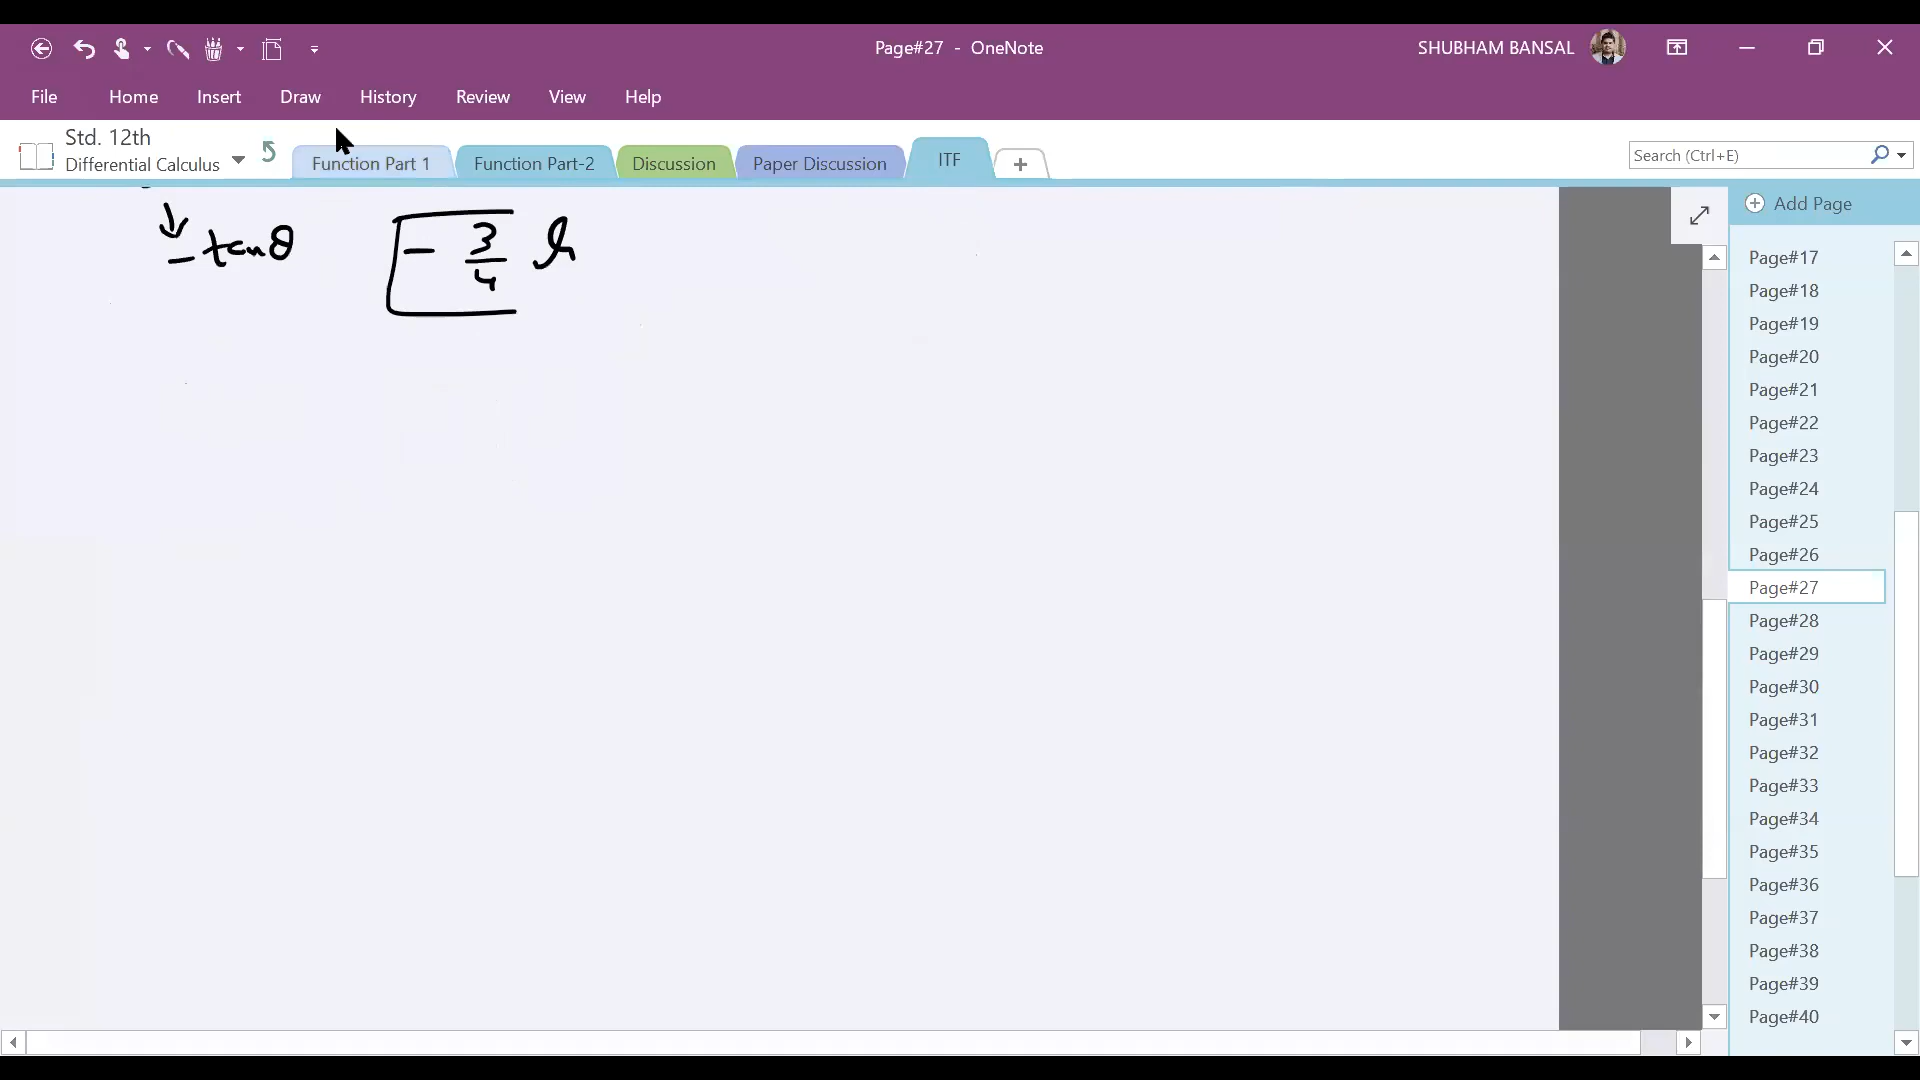 Page#27 - OneNote
SHUBHAM BANSAL
File Home Insert Draw History Review View Help
Std. 12th
Differential Calculus
Function Part 1 Function Part-2 Discussion Paper Discussion ITF +
Search (Ctrl+E)
Add Page
- tanθ
- 3/4
Page#17
Page#18
Page#19
Page#20
Page#21
Page#22
Page#23
Page#24
Page#25
Page#26
Page#27
Page#28
Page#29
Page#30
Page#31
Page#32
Page#33
Page#34
Page#35
Page#36
Page#37
Page#38
Page#39
Page#40